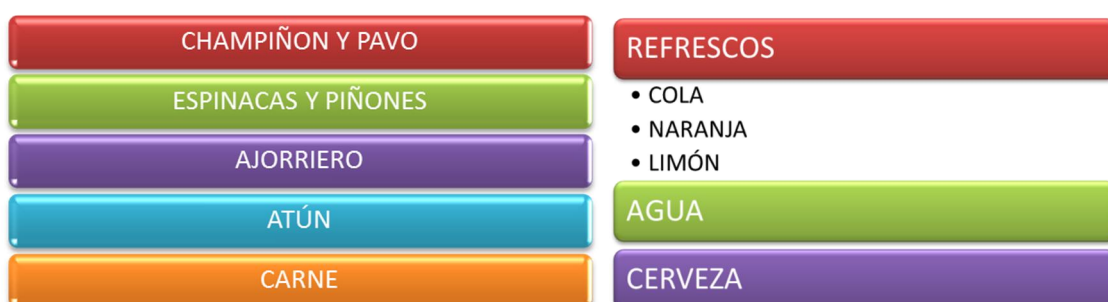 CHAMPIÑON Y PAVO
ESPINACAS Y PIÑONES
AJORRIERO
ATÚN
CARNE
REFRESCOS
• COLA
• NARANJA
• LIMÓN
AGUA
CERVEZA